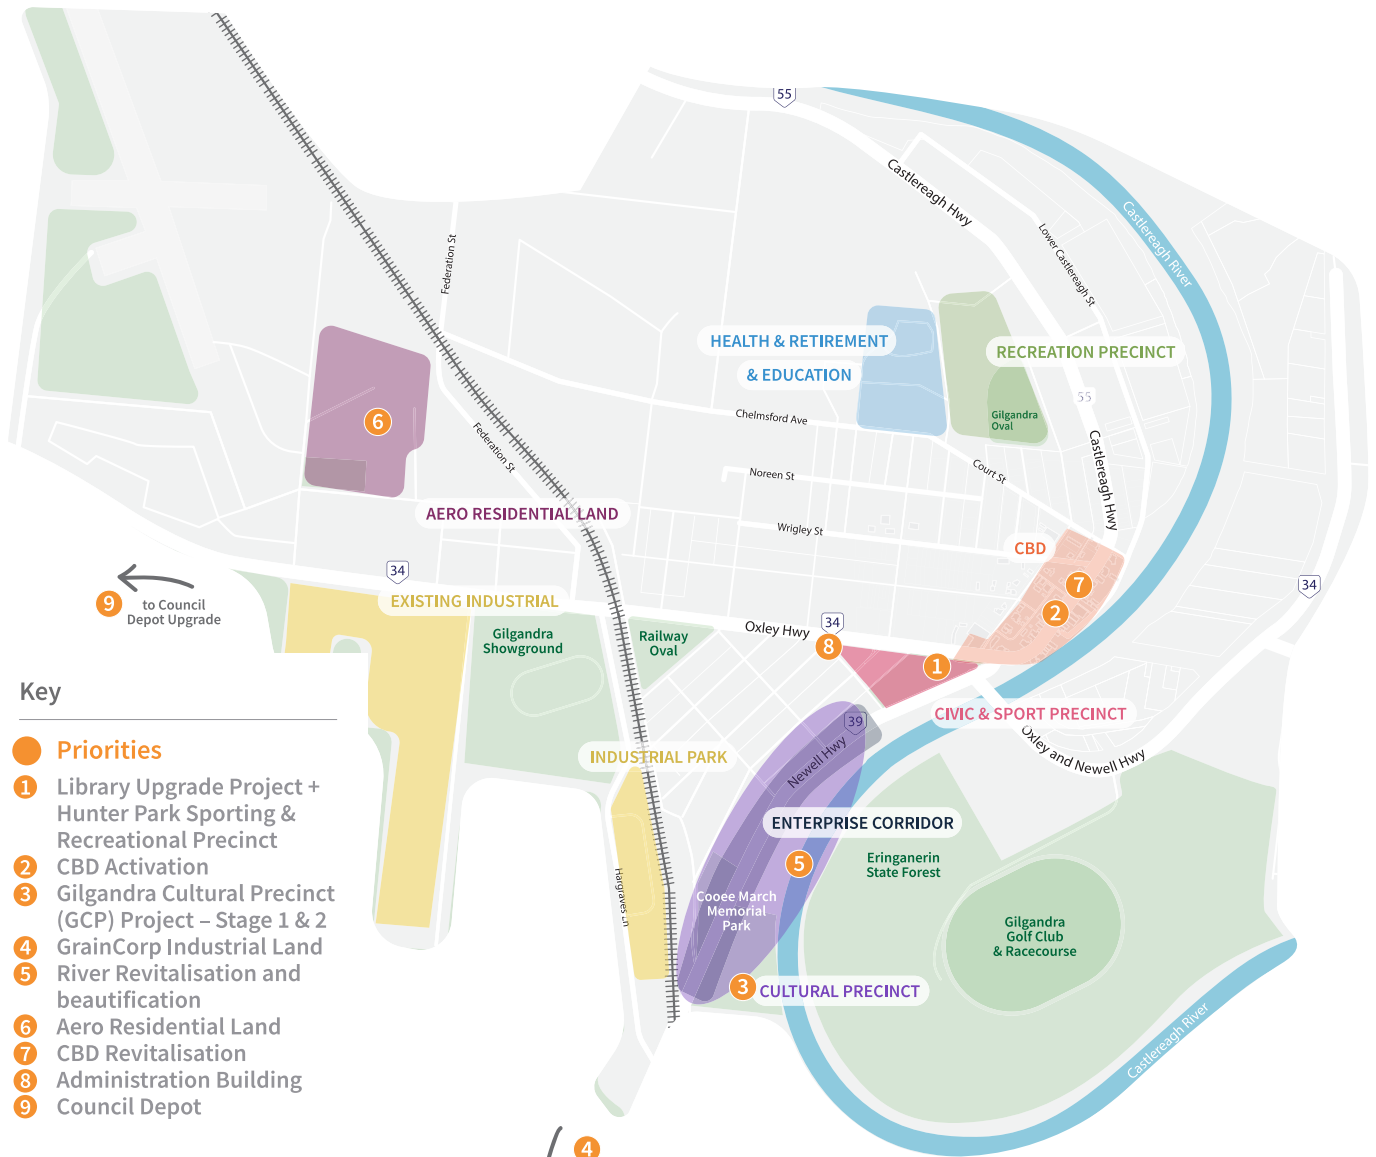 55
Castlereagh Hwy
Castlereagh River
Lower Castlereagh St
Federation St
HEALTH & RETIREMENT
& EDUCATION
RECREATION PRECINCT
55
Gilgandra
Oval
6
Chelmsford Ave
Federation St
Castlereagh Hwy
Court St
Noreen St
AERO RESIDENTIAL LAND
Wrigley St
CBD
34
7
34
9
to Council
Depot Upgrade
EXISTING INDUSTRIAL
2
Gilgandra
Showground
Railway
Oval
Oxley Hwy
34
8
1
Key
CIVIC & SPORT PRECINCT
39
Oxley and Newell Hwy
INDUSTRIAL PARK
Newell Hwy
ENTERPRISE CORRIDOR
5
Eringanerin
State Forest
Hargraves Ln
Cooee March
Memorial
Park
Gilgandra
Golf Club
& Racecourse
3
CULTURAL PRECINCT
Castlereagh River
Priorities
1 Library Upgrade Project +
Hunter Park Sporting &
Recreational Precinct
2 CBD Activation
3 Gilgandra Cultural Precinct
(GCP) Project – Stage 1 & 2
4 GrainCorp Industrial Land
5 River Revitalisation and
beautification
6 Aero Residential Land
7 CBD Revitalisation
8 Administration Building
9 Council Depot
4